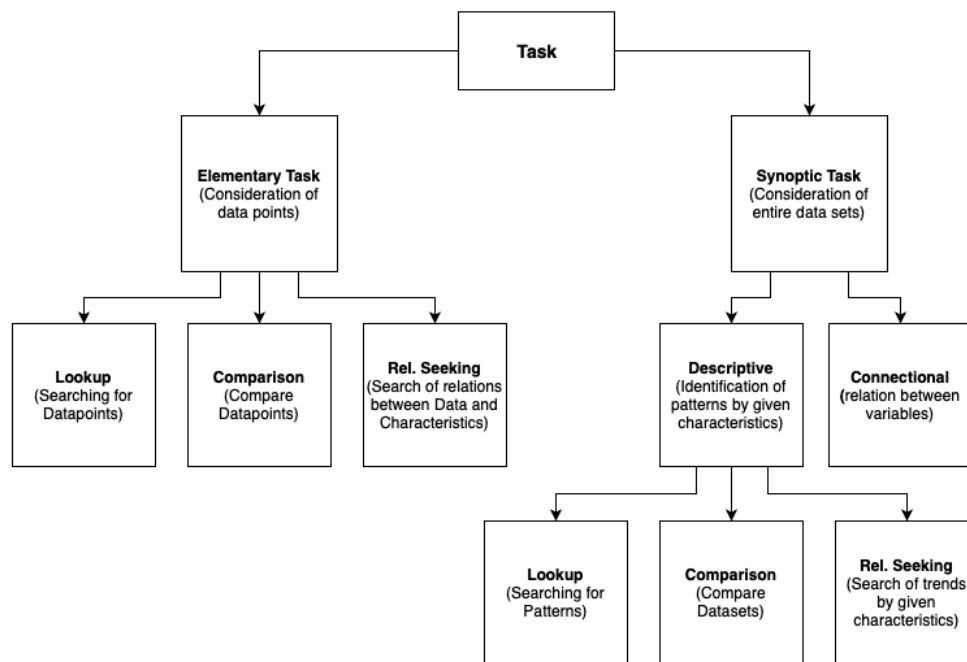 Task
Elementary Task
(Consideration of
data points)
Synoptic Task
(Consideration of
entire data sets)
Lookup
(Searching for
Datapoints)
Comparison
(Compare
Datapoints)
Rel. Seeking
(Search of relations
between Data and
Characteristics)
Descriptive
(Identification of
patterns by given
characteristics)
Connectional
(relation between
variables)
Lookup
(Searching for
Patterns)
Comparison
(Compare
Datasets)
Rel. Seeking
(Search of trends
by given
characteristics)